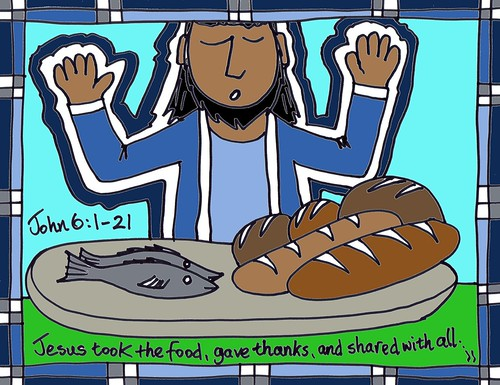 John 6:1-21
Jesus took the food, gave thanks, and shared with all.